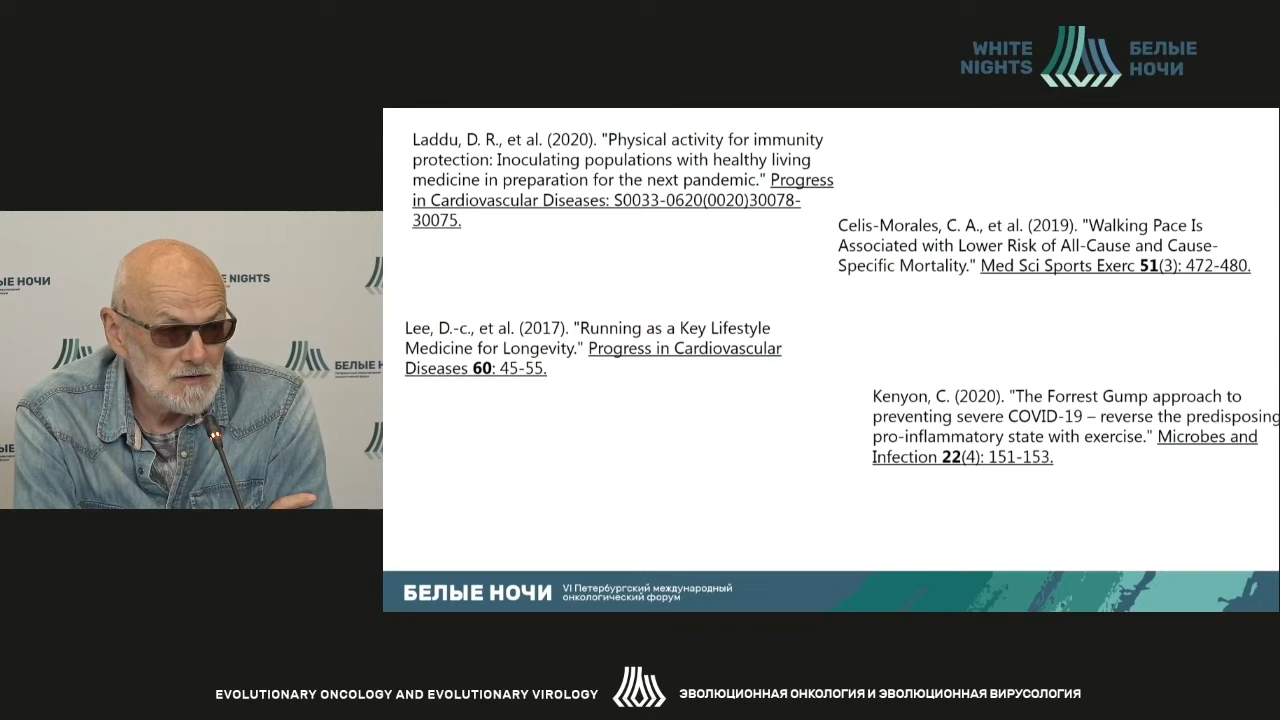 WHITE
NIGHTS
БЕЛЫЕ
НОЧИ
Laddu, D. R., et al. (2020). "Physical activity for immunity
protection: Inoculating populations with healthy living
medicine in preparation for the next pandemic." Progress
in Cardiovascular Diseases: S0033-0620(0020)30078-
30075.
Celis-Morales, C. A., et al. (2019). "Walking Pace Is
Associated with Lower Risk of All-Cause and Cause-
Specific Mortality." Med Sci Sports Exerc 51(3): 472-480.
Lee, D.-c., et al. (2017). "Running as a Key Lifestyle
Medicine for Longevity." Progress in Cardiovascular
Diseases 60: 45-55.
Kenyon, C. (2020). "The Forrest Gump approach to
preventing severe COVID-19 – reverse the predisposing
pro-inflammatory state with exercise." Microbes and
Infection 22(4): 151-153.
ЫЕ НОЧИ
E NIGHTS
БЕЛЫЕ Н
БЕЛЫЕ НОЧИ
VI Петербургский международный
онкологический форум
EVOLUTIONARY ONCOLOGY AND EVOLUTIONARY VIROLOGY
ЭВОЛЮЦИОННАЯ ОНКОЛОГИЯ И ЭВОЛЮЦИОННАЯ ВИРУСОЛОГИЯ